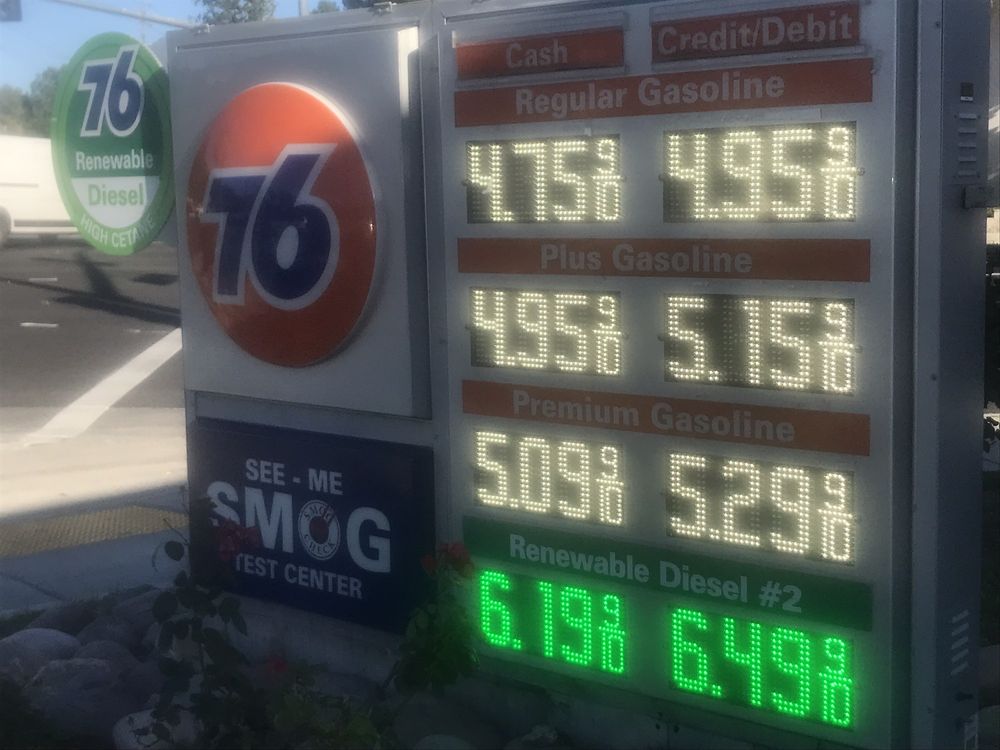 76
Renewable
Diesel
HIGH CETANE
76
SEE - ME
SMOG
SMOG CHECK
TEST CENTER
Cash Credit/Debit
Regular Gasoline
4.75 9/10 4.95 9/10
Plus Gasoline
4.95 9/10 5.15 9/10
Premium Gasoline
5.09 9/10 5.29 9/10
Renewable Diesel #2
6.19 9/10 6.49 9/10